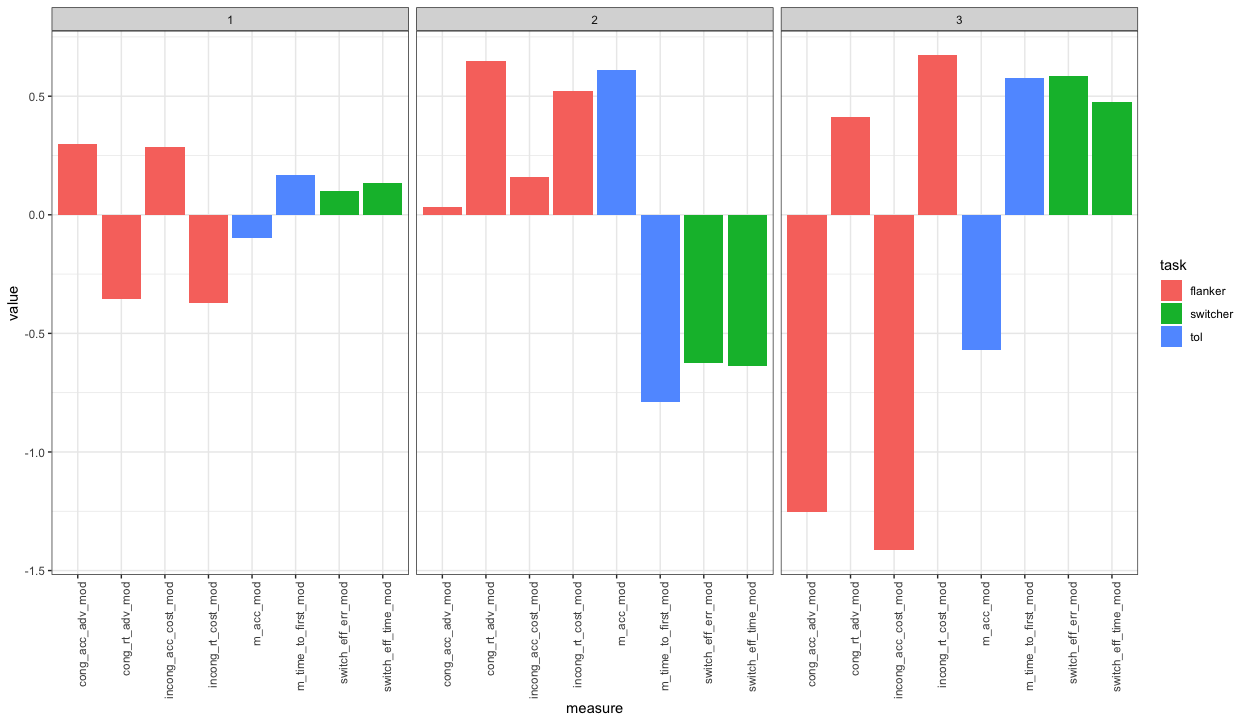 1
2
3
value
0.5
0.0
-0.5
-1.0
-1.5
cong_acc_adv_mod
cong_rt_adv_mod
incong_acc_cost_mod
incong_rt_cost_mod
m_acc_mod
m_time_to_first_mod
switch_eff_err_mod
switch_eff_time_mod
cong_acc_adv_mod
cong_rt_adv_mod
incong_acc_cost_mod
incong_rt_cost_mod
m_acc_mod
m_time_to_first_mod
switch_eff_err_mod
switch_eff_time_mod
cong_acc_adv_mod
cong_rt_adv_mod
incong_acc_cost_mod
incong_rt_cost_mod
m_acc_mod
m_time_to_first_mod
switch_eff_err_mod
switch_eff_time_mod
measure
task
flanker
switcher
tol